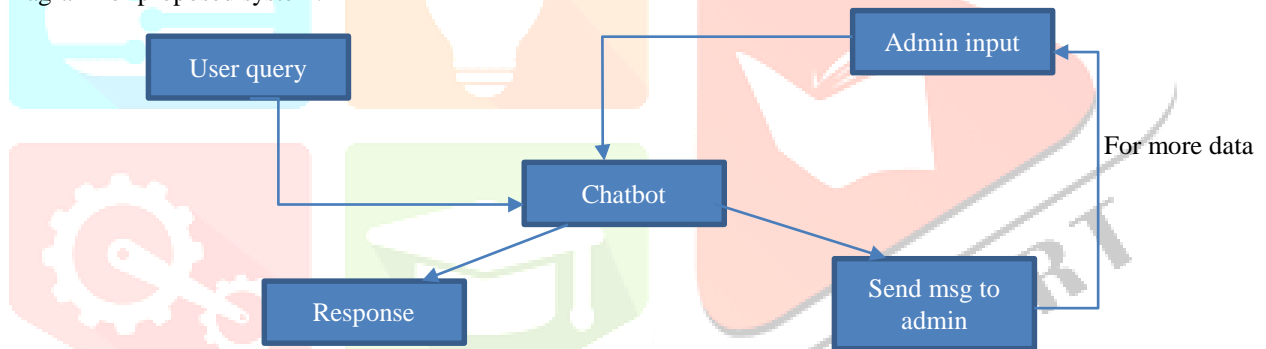 Admin input
User query
For more data
Chatbot
Send msg to
admin
Response